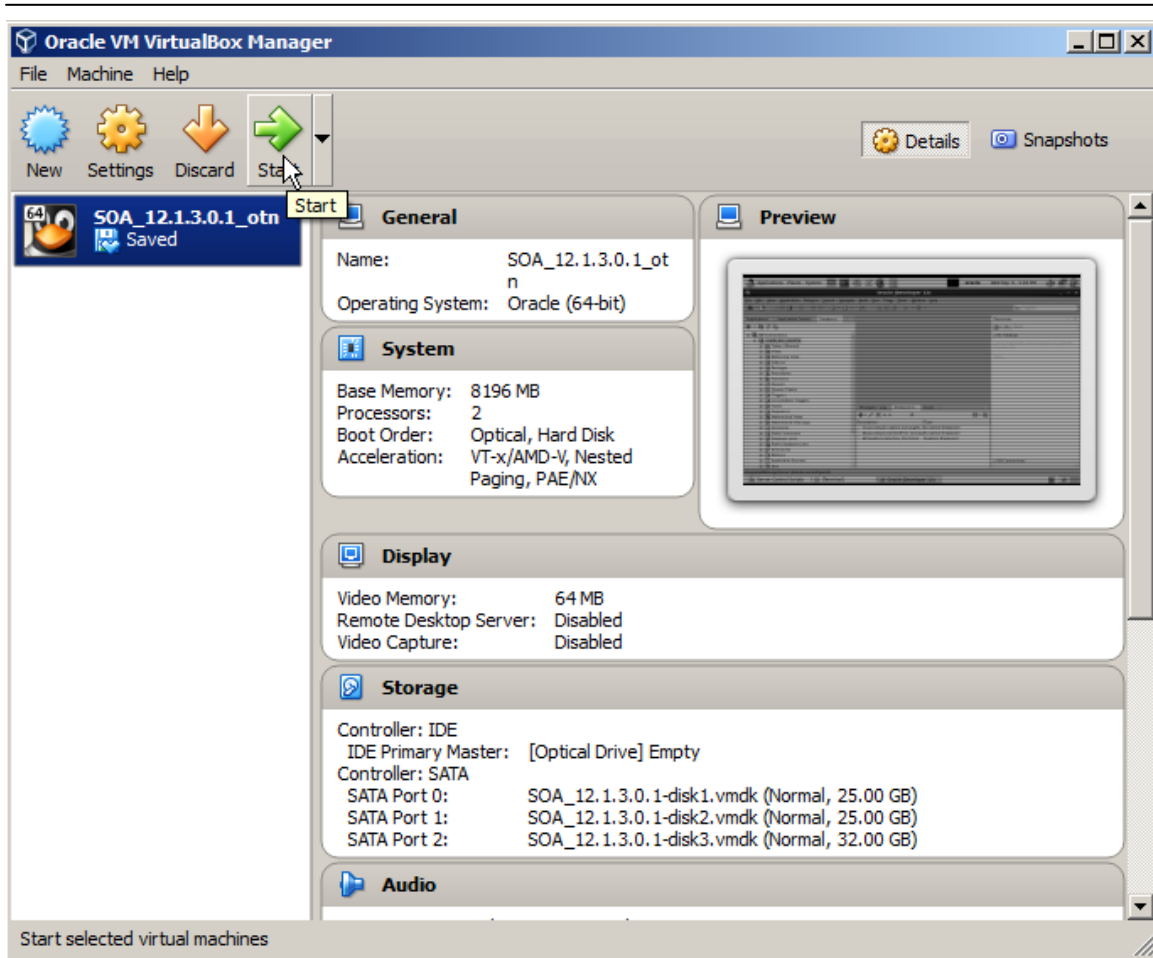 Oracle VM VirtualBox Manager
File Machine Help
New Settings Discard Start
Details Snapshots
Start
64 SOA_12.1.3.0.1_otn
Saved
General
Name: SOA_12.1.3.0.1_ot
n
Operating System: Oracle (64-bit)
Preview
System
Base Memory: 8196 MB
Processors: 2
Boot Order: Optical, Hard Disk
Acceleration: VT-x/AMD-V, Nested
Paging, PAE/NX
Display
Video Memory: 64 MB
Remote Desktop Server: Disabled
Video Capture: Disabled
Storage
Controller: IDE
IDE Primary Master: [Optical Drive] Empty
Controller: SATA
SATA Port 0: SOA_12.1.3.0.1-disk1.vmdk (Normal, 25.00 GB)
SATA Port 1: SOA_12.1.3.0.1-disk2.vmdk (Normal, 25.00 GB)
SATA Port 2: SOA_12.1.3.0.1-disk3.vmdk (Normal, 32.00 GB)
Audio
Start selected virtual machines